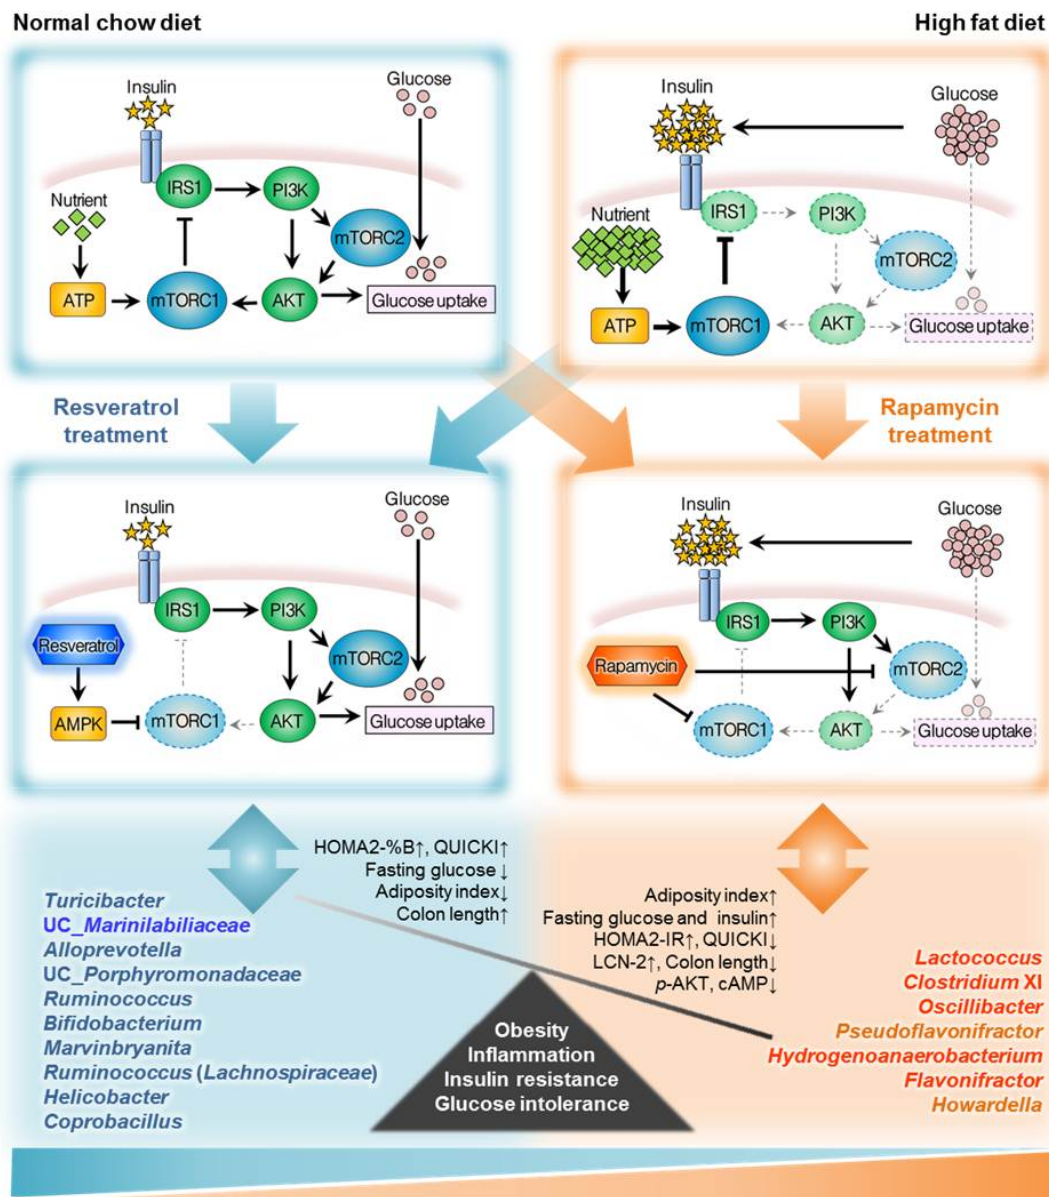 Normal chow diet
High fat diet
Insulin
Glucose
IRS1
PI3K
Nutrient
mTORC2
ATP
mTORC1
AKT
Glucose uptake
Insulin
Glucose
Nutrient
IRS1
PI3K
mTORC2
ATP
mTORC1
AKT
Glucose uptake
Resveratrol
treatment
Rapamycin
treatment
Insulin
Glucose
IRS1
PI3K
Resveratrol
mTORC2
AMPK
mTORC1
AKT
Glucose uptake
Insulin
Glucose
IRS1
PI3K
Rapamycin
mTORC2
mTORC1
AKT
Glucose uptake
HOMA2-%B↑, QUICKI↑
Fasting glucose ↓
Adiposity index↓
Colon length↑
Adiposity index↑
Fasting glucose and insulin↑
HOMA2-IR↑, QUICKI↓
LCN-2↑, Colon length↓
p-AKT, cAMP↓
Turicibacter
UC_Marinilabiliaceae
Alloprevotella
UC_Porphyromonadaceae
Ruminococcus
Bifidobacterium
Marvinbryanita
Ruminococcus (Lachnospiraceae)
Helicobacter
Coprobacillus
Obesity
Inflammation
Insulin resistance
Glucose intolerance
Lactococcus
Clostridium XI
Oscillibacter
Pseudoflavonifractor
Hydrogenoanaerobacterium
Flavonifractor
Howardella